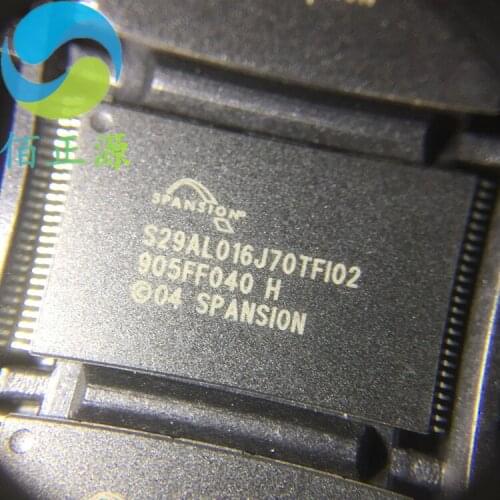 佰正源
SPANSION
S29AL016J70TFI02
905FF040 H
©04 SPANSION